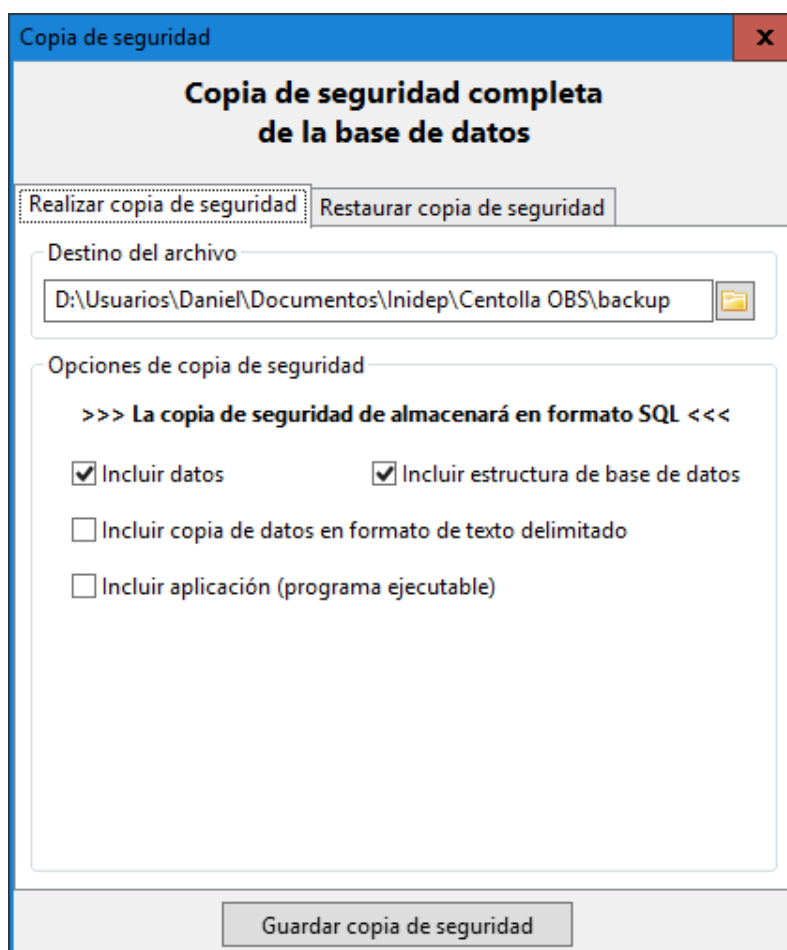 Copia de seguridad
Copia de seguridad completa
de la base de datos
Realizar copia de seguridad
Restaurar copia de seguridad
Destino del archivo
D:\Usuarios\Daniel\Documentos\Inidep\Centolla OBS\backup
Opciones de copia de seguridad
>>> La copia de seguridad de almacenará en formato SQL <<<
Incluir datos
Incluir estructura de base de datos
Incluir copia de datos en formato de texto delimitado
Incluir aplicación (programa ejecutable)
Guardar copia de seguridad